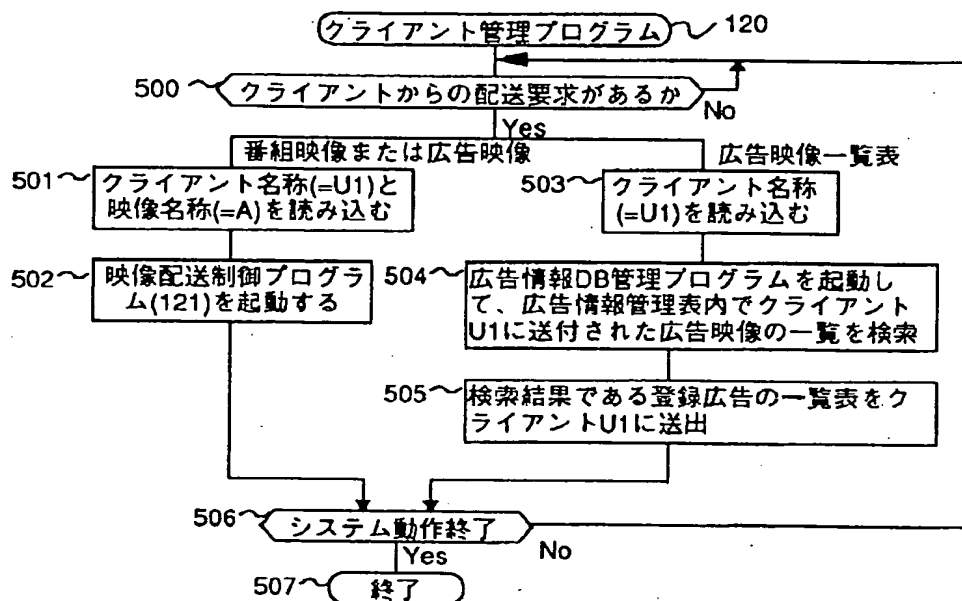 クライアント管理プログラム
120
500
クライアントからの配送要求があるか
No
Yes
番組映像または広告映像
広告映像一覧表
501
クライアント名称(=U1)と
映像名称(=A)を読み込む
503
クライアント名称
(=U1)を読み込む
502
映像配送制御プログラ
ム(121)を起動する
504
広告情報DB管理プログラムを起動し
て、広告情報管理表内でクライアント
U1に送付された広告映像の一覧を検索
505
検索結果である登録広告の一覧表をク
ライアントU1に送出
506
システム動作終了
Yes
No
507
終了